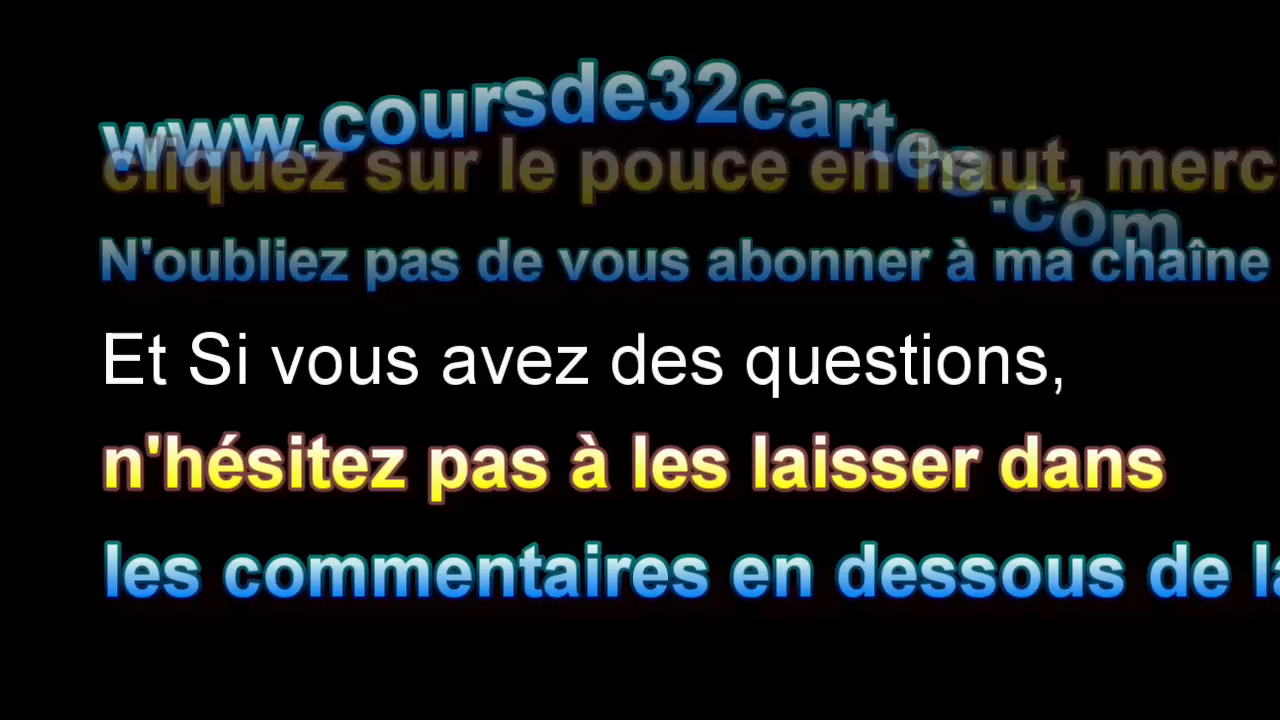 www.coursde32cartes.com
cliquez sur le pouce en haut, merc
N'oubliez pas de vous abonner à ma chaîne
Et Si vous avez des questions,
n'hésitez pas à les laisser dans
les commentaires en dessous de la